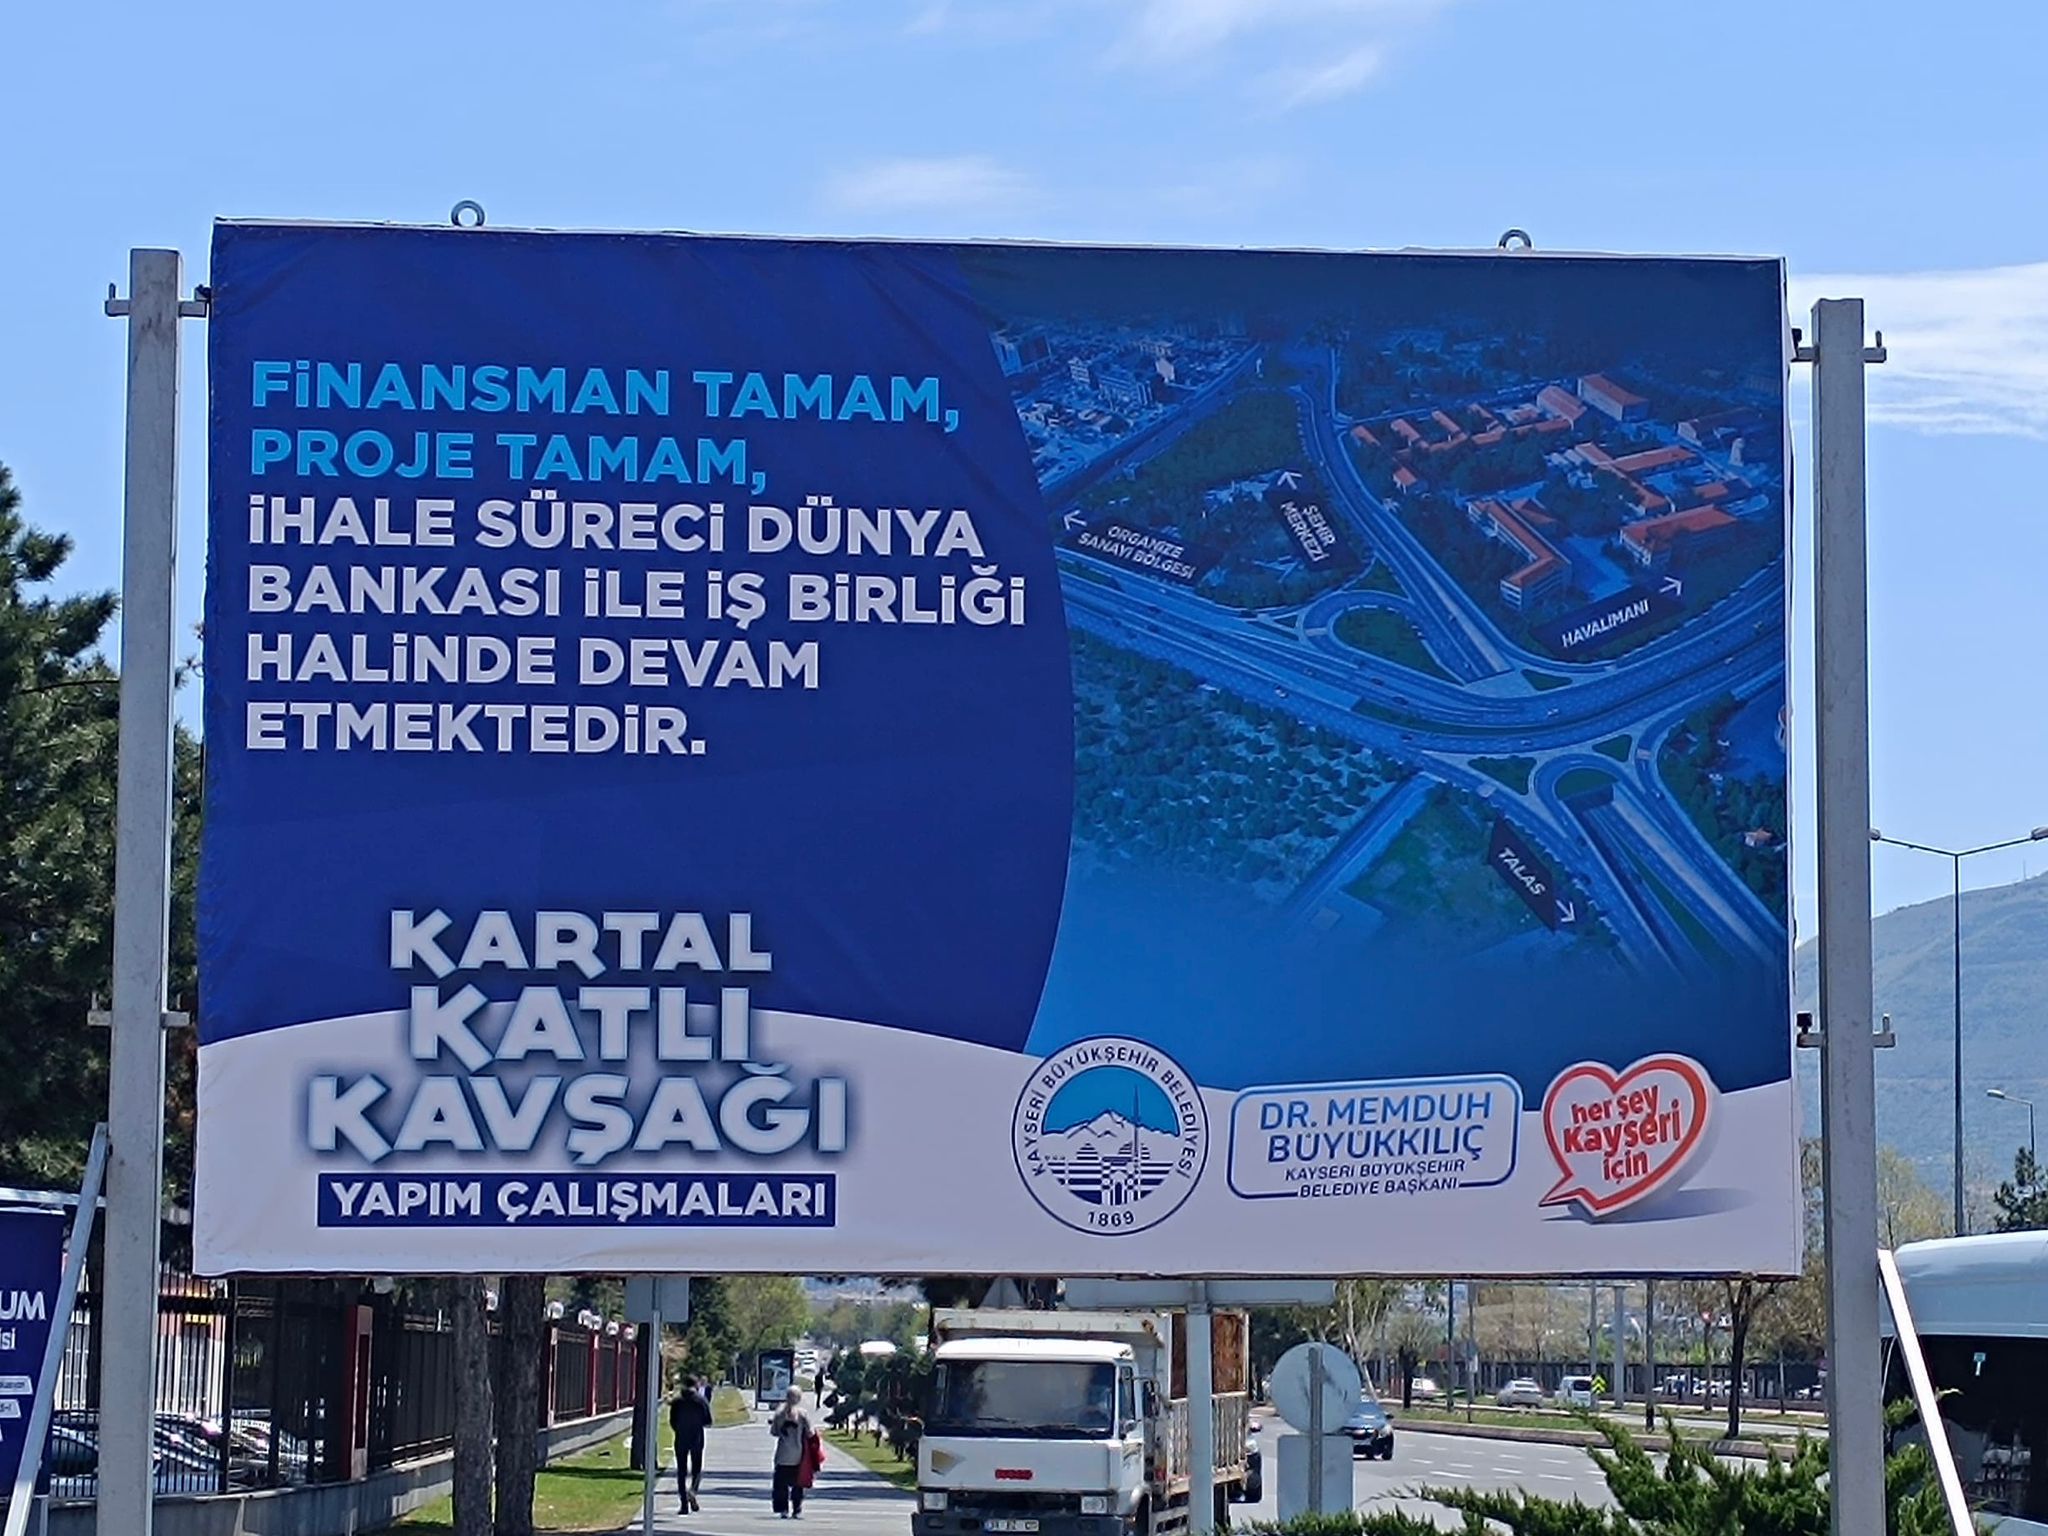 FİNANSMAN TAMAM,
PROJE TAMAM,
İHALE SÜRECİ DÜNYA
BANKASI İLE İŞ BİRLİĞİ
HALİNDE DEVAM
ETMEKTEDİR.
ORGANİZE
SANAYİ BÖLGESİ
ŞEHİR
MERKEZİ
HAVALİMANI
TALAS
KARTAL
KATLI
KAVŞAĞI
YAPIM ÇALIŞMALARI
KAYSERİ BÜYÜKŞEHİR BELEDİYESİ
1869
DR. MEMDUH
BÜYÜKKILIÇ
KAYSERİ BÜYÜKŞEHİR
BELEDİYE BAŞKANI
her şey
Kayseri
için
UM